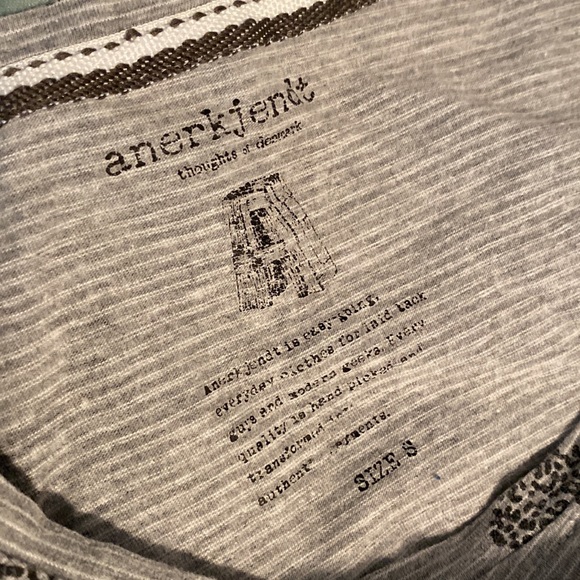 anerkjendt
thoughts of denmark
A
Anerkjendt is easy-going,
everyday clothes for laid back
guys and modern geeks. Every
quality is hand picked and
transformed into
authent garments.
SIZE S